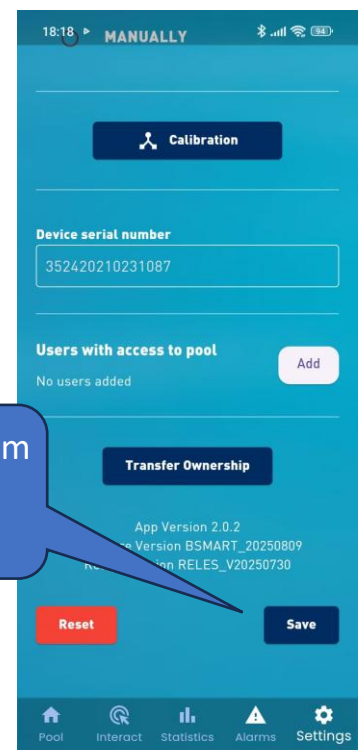 18:18
MANUALLY
94
Calibration
Device serial number
352420210231087
Users with access to pool
Add
No users added
m
Transfer Ownership
App Version 2.0.2
Version BSMART_20250809
RELES_V20250730
Reset
Save
Pool
Interact
Statistics
Alarms
Settings